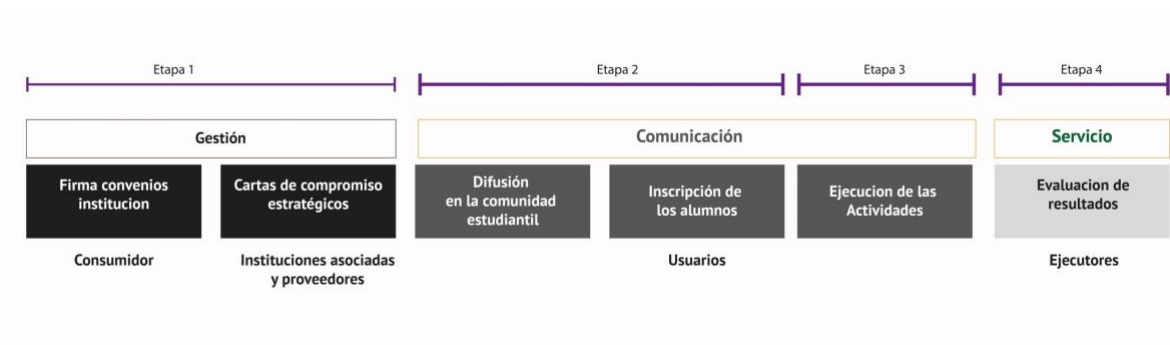 Etapa 1
Etapa 2
Etapa 3
Etapa 4
Gestión
Comunicación
Servicio
Firma convenios
institucion
Cartas de compromiso
estratégicos
Difusión
en la comunidad
estudiantil
Inscripción de
los alumnos
Ejecucion de las
Actividades
Evaluacion de
resultados
Consumidor
Instituciones asociadas
y proveedores
Usuarios
Ejecutores